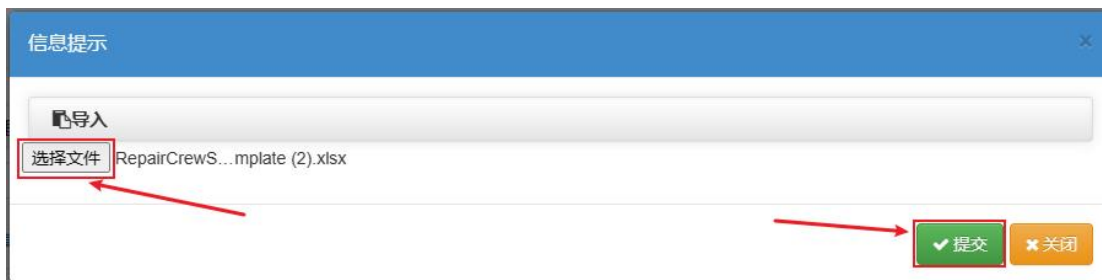 信息提示 ×
导入
选择文件 RepairCrewS...mplate (2).xlsx
提交 关闭